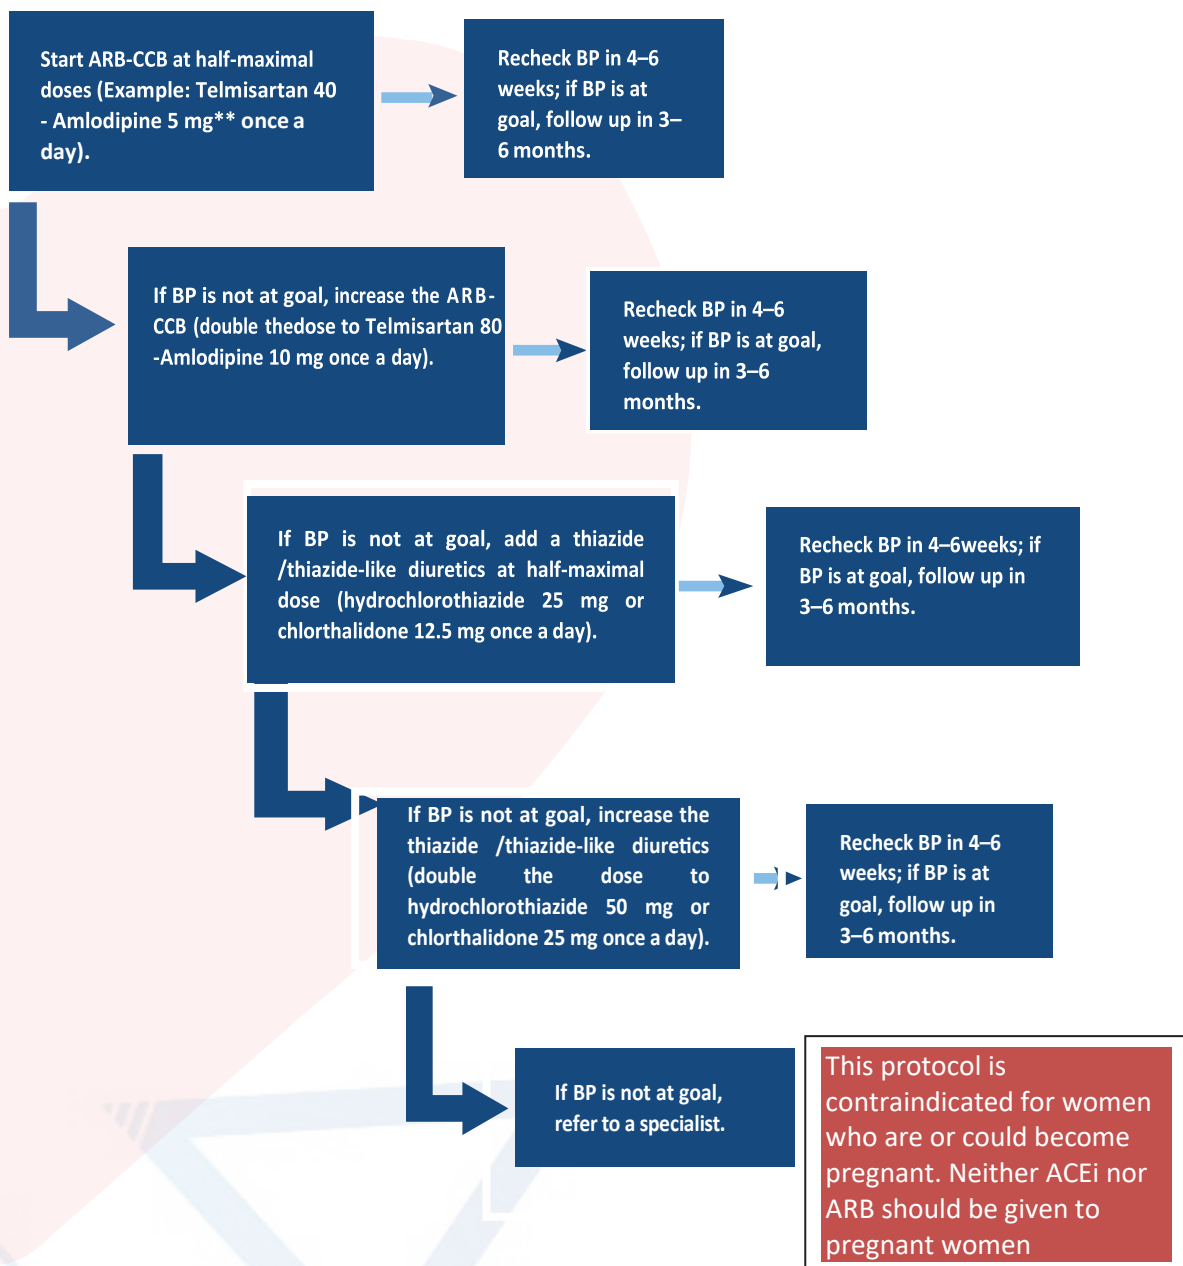 Start ARB-CCB at half-maximal
doses (Example: Telmisartan 40
- Amlodipine 5 mg** once a
day).
Recheck BP in 4–6
weeks; if BP is at
goal, follow up in 3–
6 months.
If BP is not at goal, increase the ARB-
CCB (double thedose to Telmisartan 80
-Amlodipine 10 mg once a day).
Recheck BP in 4–6
weeks; if BP is at goal,
follow up in 3–6
months.
If BP is not at goal, add a thiazide
/thiazide-like diuretics at half-maximal
dose (hydrochlorothiazide 25 mg or
chlorthalidone 12.5 mg once a day).
Recheck BP in 4–6weeks; if
BP is at goal, follow up in
3–6 months.
If BP is not at goal, increase the
thiazide /thiazide-like diuretics
(double the dose to
hydrochlorothiazide 50 mg or
chlorthalidone 25 mg once a day).
Recheck BP in 4–6
weeks; if BP is at
goal, follow up in
3–6 months.
If BP is not at goal,
refer to a specialist.
This protocol is
contraindicated for women
who are or could become
pregnant. Neither ACEi nor
ARB should be given to
pregnant women